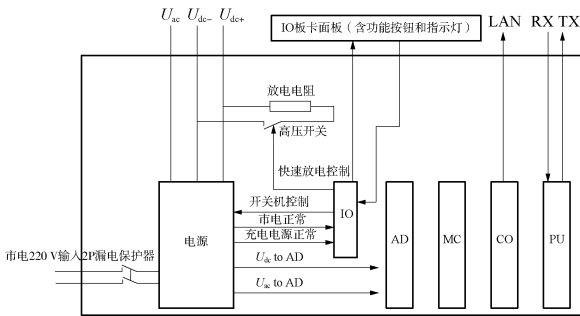 Uac Udc− Udc+
IO板卡面板（含功能按钮和指示灯）
LAN RX TX
放电电阻
高压开关
快速放电控制
开关机控制
市电正常
充电电源正常
电源
IO
AD
MC
CO
PU
市电220 V输入2P漏电保护器
Udc to AD
Uac to AD